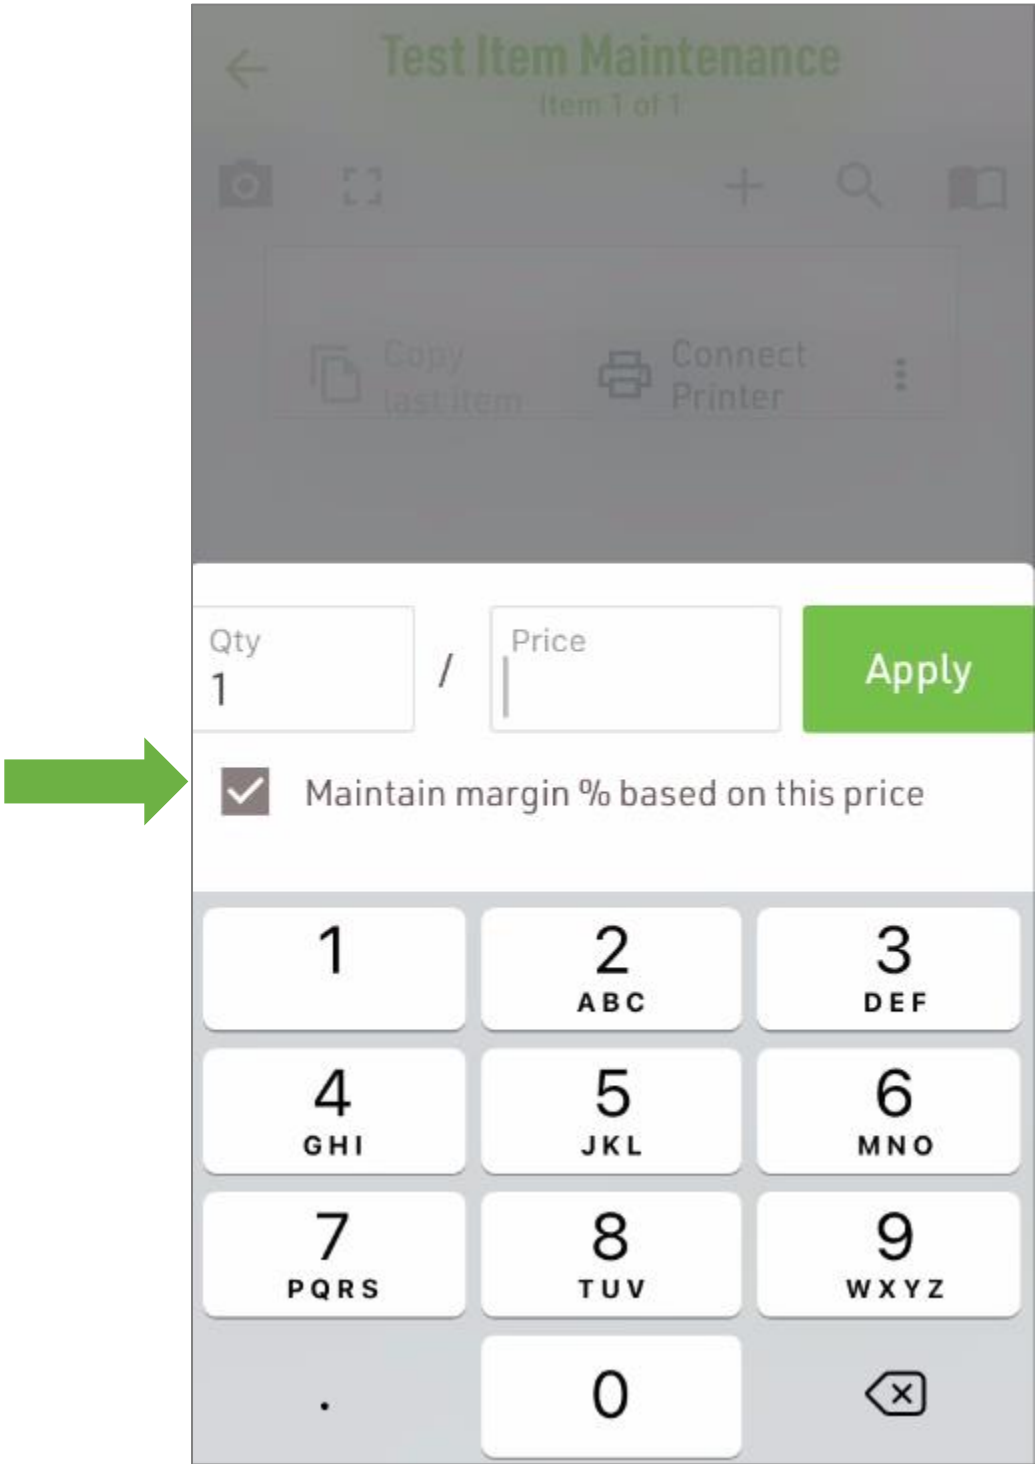 Test Item Maintenance
Item 1 of 1
Copy
last item
Connect
Printer
Qty
1
/
Price
Apply
Maintain margin % based on this price
1
2
ABC
3
DEF
4
GHI
5
JKL
6
MNO
7
PQRS
8
TUV
9
WXYZ
.
0